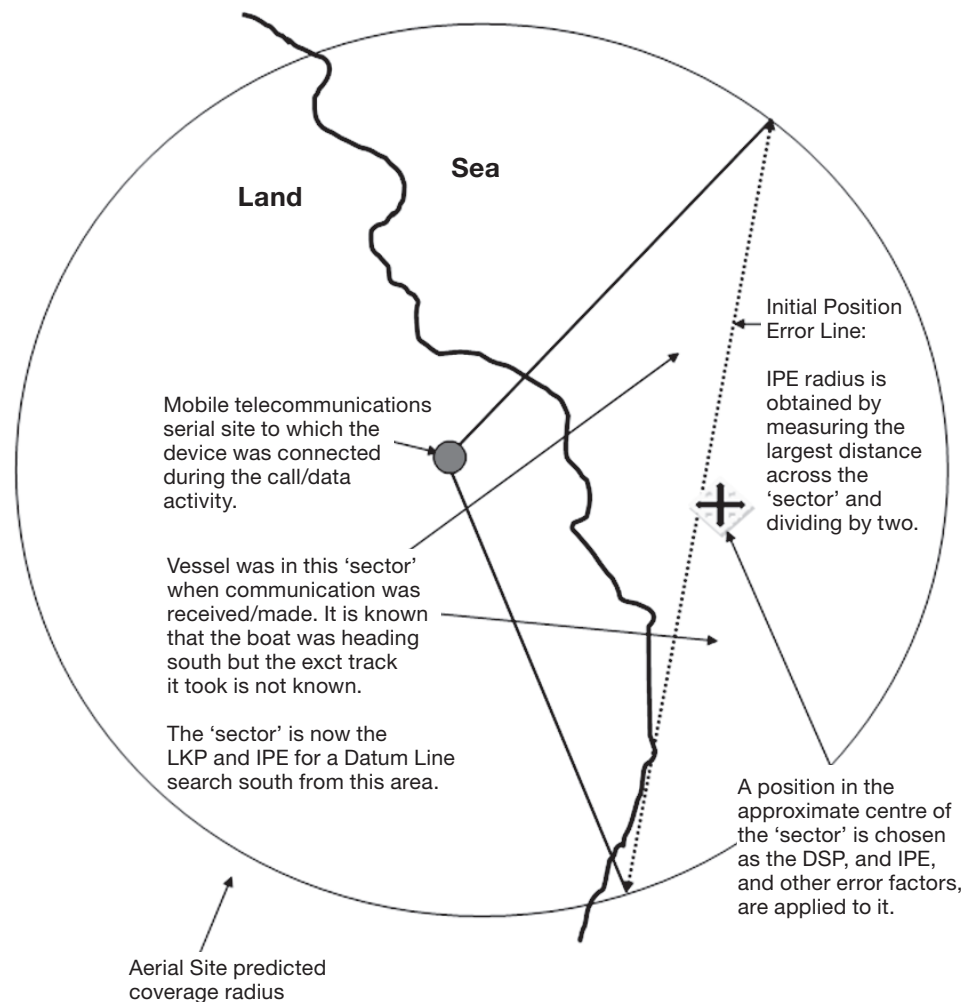 Land
Sea
Initial Position
Error Line:
IPE radius is
obtained by
measuring the
largest distance
across the
‘sector’ and
dividing by two.
Mobile telecommunications
serial site to which the
device was connected
during the call/data
activity.
Vessel was in this ‘sector’
when communication was
received/made. It is known
that the boat was heading
south but the exct track
it took is not known.
The ‘sector’ is now the
LKP and IPE for a Datum Line
search south from this area.
A position in the
approximate centre of
the ‘sector’ is chosen
as the DSP, and IPE,
and other error factors,
are applied to it.
Aerial Site predicted
coverage radius